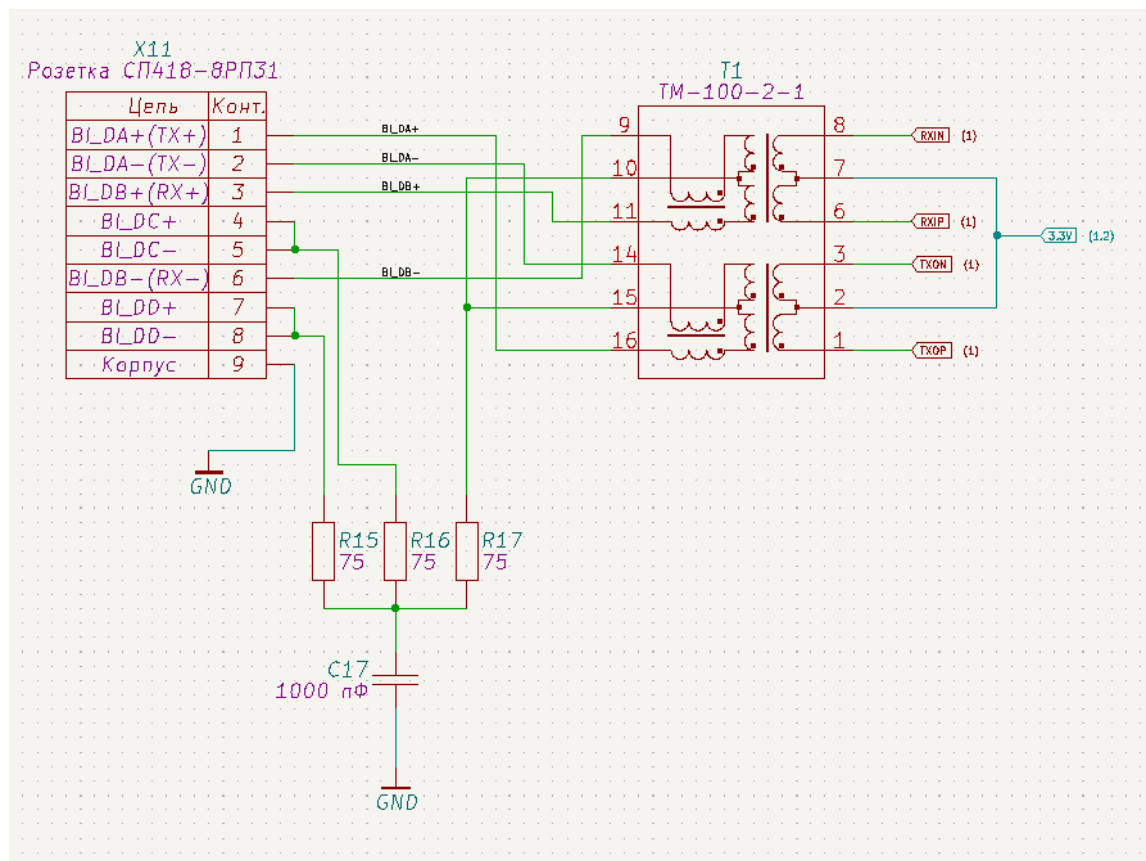 X11
Розетка СП418-8РП31
Цепь Конт.
BI_DA+(TX+) 1
BI_DA-(TX-) 2
BI_DB+(RX+) 3
BI_DC+ 4
BI_DC- 5
BI_DB-(RX-) 6
BI_DD+ 7
BI_DD- 8
Корпус 9
BI_DA+
BI_DA-
BI_DB+
BI_DB-
T1
TM-100-2-1
9 8 RXIN (1)
10 7
11 6 RXIP (1)
3.3V (1,2)
14 3 TXON (1)
15 2
16 1 TXOP (1)
GND
R15 R16 R17
75 75 75
C17
1000 пФ
GND